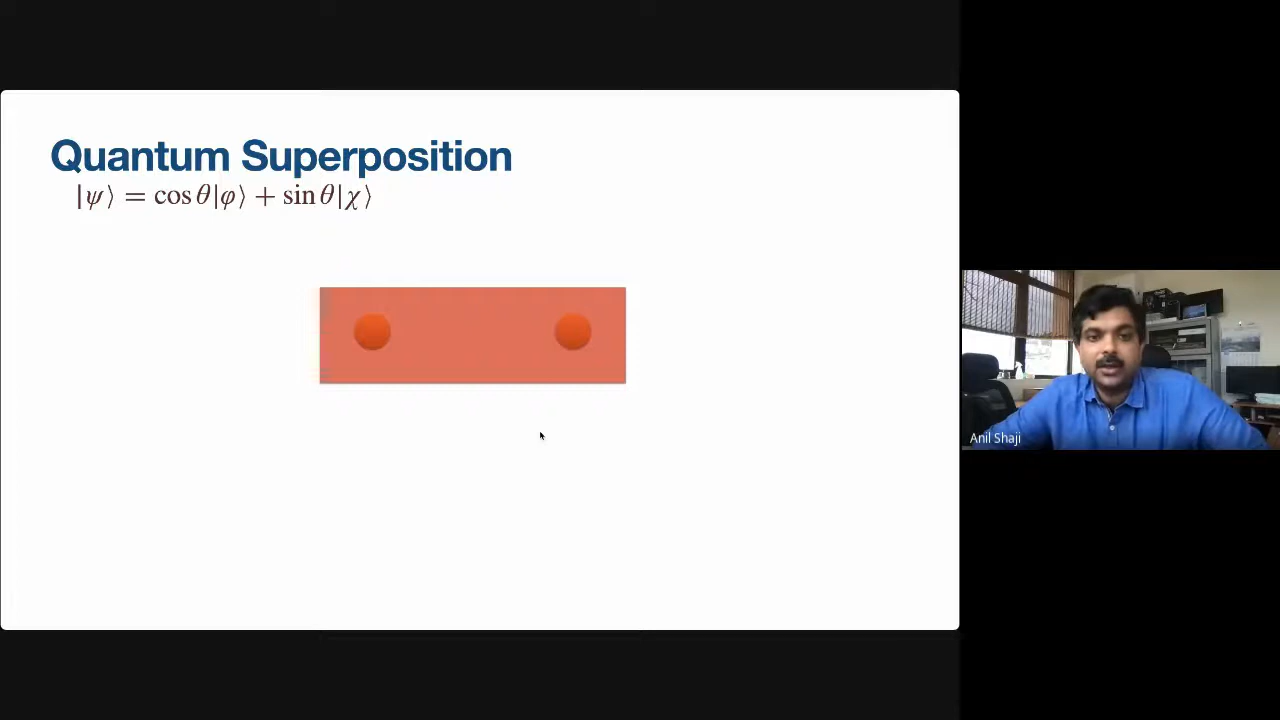 Quantum Superposition
|ψ⟩ = cos θ|φ⟩ + sin θ|χ⟩
Anil Shaji